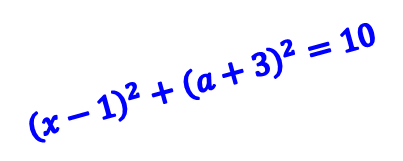 (x − 1)² + (a + 3)² = 10